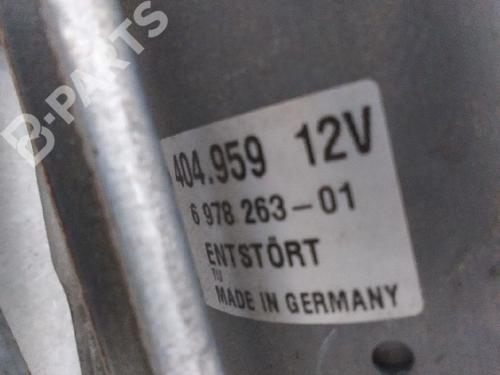 B-PARTS
404.959 12V
6 978 263-01
ENTSTÖRT
MADE IN GERMANY